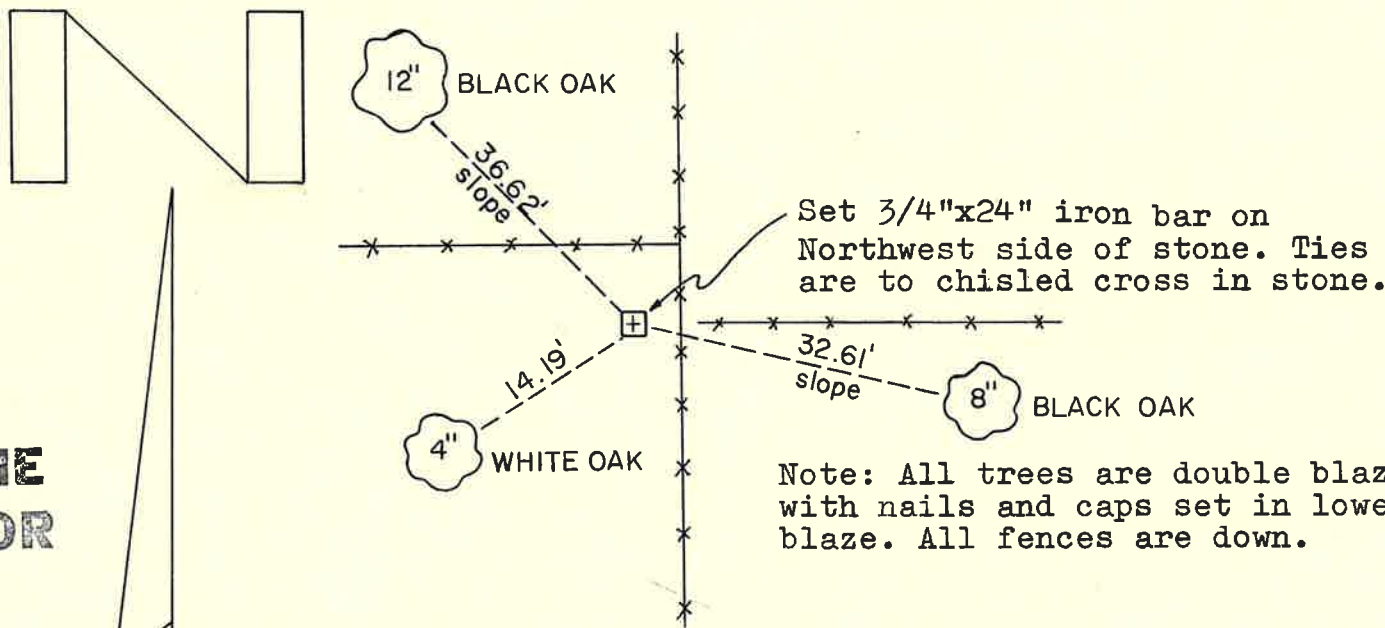 N
12" BLACK OAK
36.62'
slope
Set 3/4"x24" iron bar on
Northwest side of stone. Ties
are to chisled cross in stone.
14.19'
32.61'
slope
8" BLACK OAK
4" WHITE OAK
Note: All trees are double blaz
with nails and caps set in lowe
blaze. All fences are down.
OR